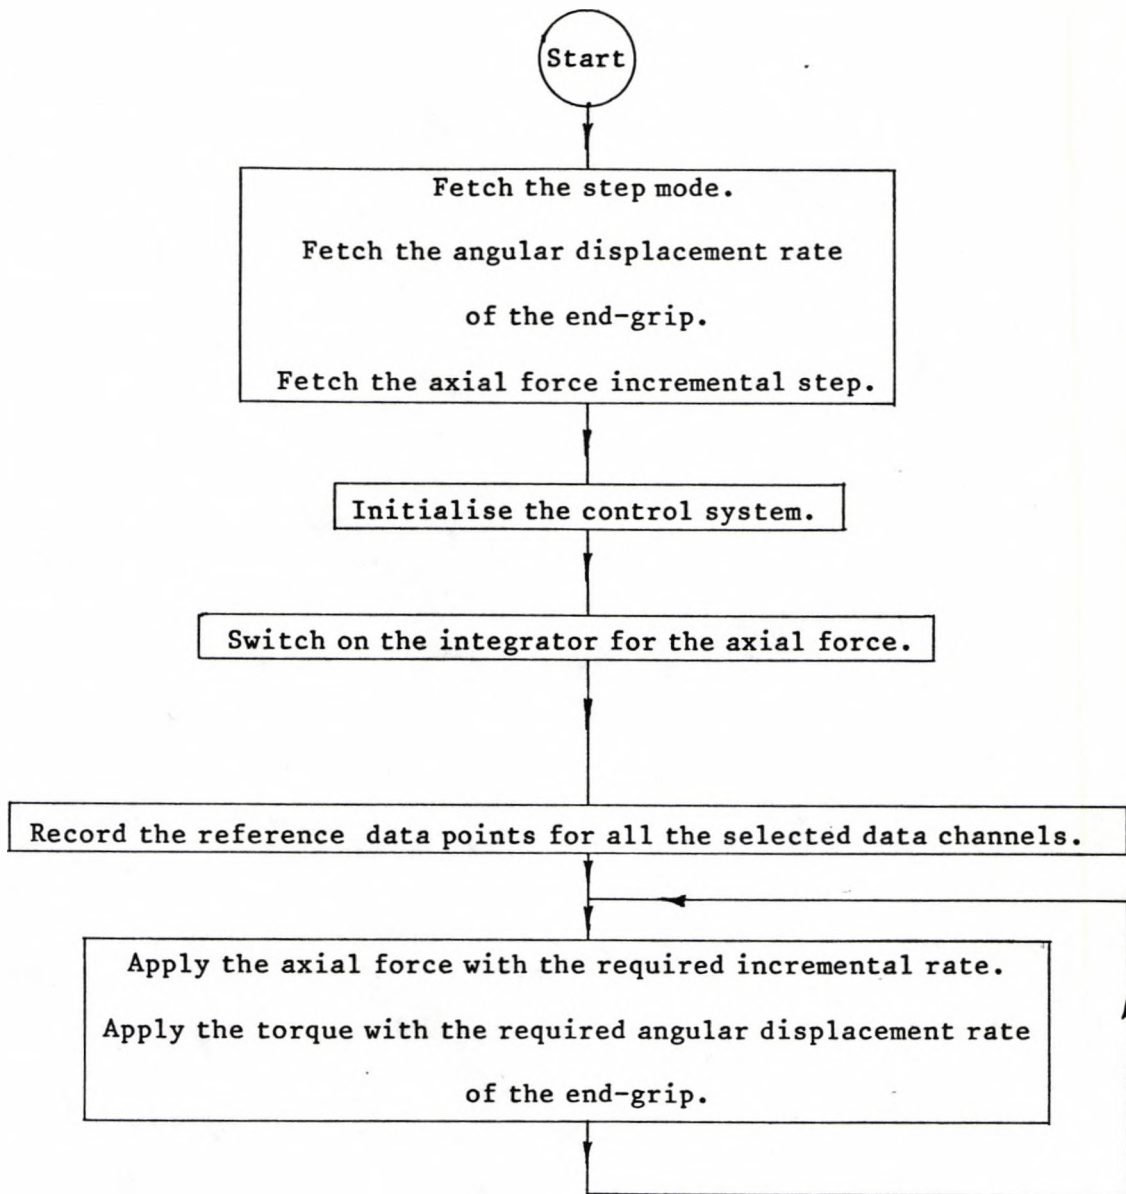 Start
Fetch the step mode.
Fetch the angular displacement rate
of the end-grip.
Fetch the axial force incremental step.
Initialise the control system.
Switch on the integrator for the axial force.
Record the reference data points for all the selected data channels.
Apply the axial force with the required incremental rate.
Apply the torque with the required angular displacement rate
of the end-grip.